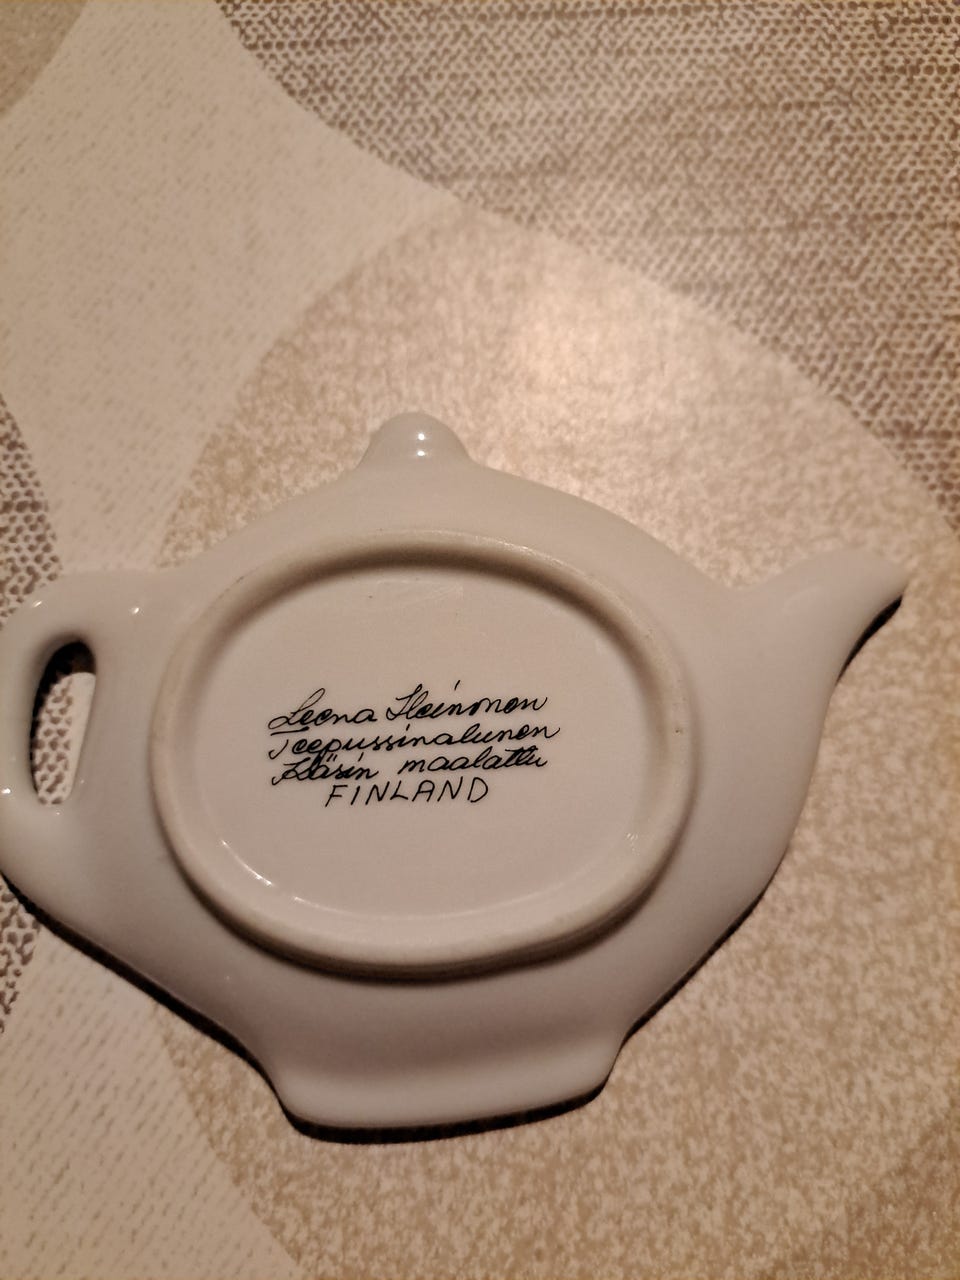 Leena Heinonen
Teepussinalunen
Käsin maalattu
FINLAND